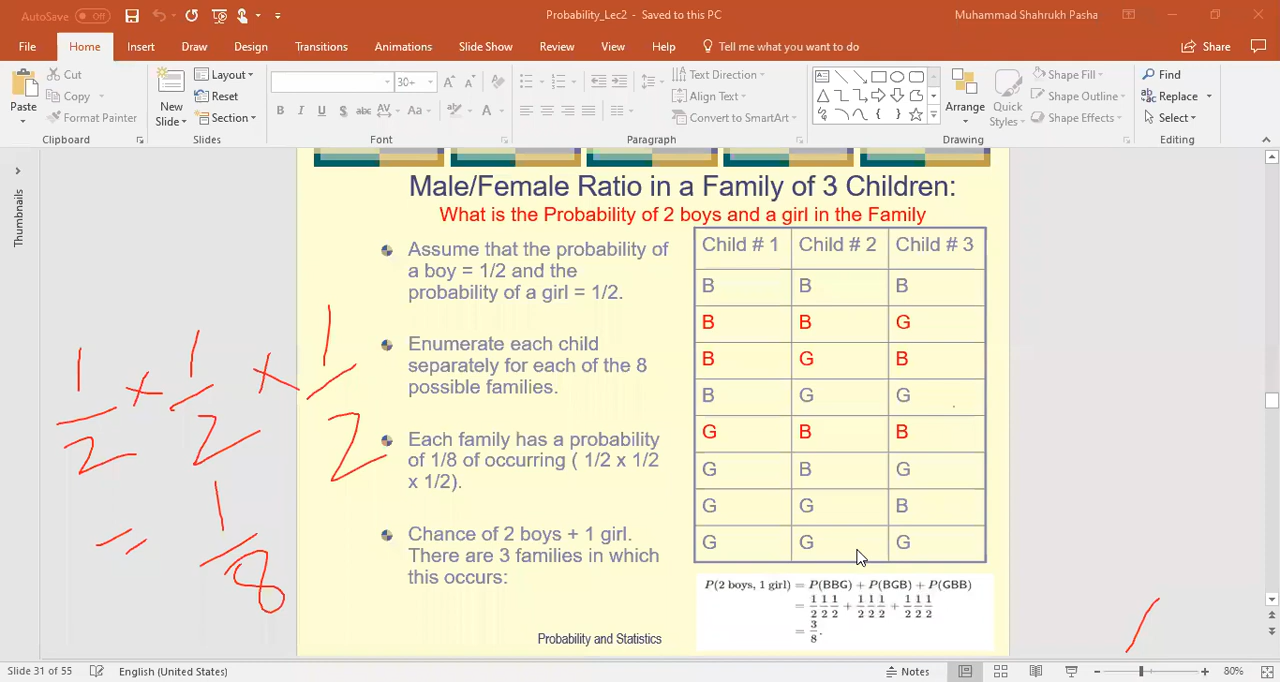 AutoSave Off Probability_Lec2 - Saved to this PC Muhammad Shahrukh Pasha
File Home Insert Draw Design Transitions Animations Slide Show Review View Help Tell me what you want to do Share
Paste Cut Copy Format Painter New Slide Layout Reset Section 30+ Text Direction Align Text Convert to SmartArt Arrange Quick Styles Shape Fill Shape Outline Shape Effects Find Replace Select
Clipboard Slides Font Paragraph Drawing Editing
Thumbnails
Male/Female Ratio in a Family of 3 Children:
What is the Probability of 2 boys and a girl in the Family
Assume that the probability of
a boy = 1/2 and the
probability of a girl = 1/2.
Enumerate each child
separately for each of the 8
possible families.
Each family has a probability
of 1/8 of occurring ( 1/2 x 1/2
x 1/2).
Chance of 2 boys + 1 girl.
There are 3 families in which
this occurs:
Child # 1 Child # 2 Child # 3
B B B
B B G
B G B
B G G
G B B
G B G
G G B
G G G
P(2 boys, 1 girl) = P(BBG) + P(BGB) + P(GBB)
= 1/2 1/2 1/2 + 1/2 1/2 1/2 + 1/2 1/2 1/2
= 3/8.
1/2 x 1/2 x 1/2
= 1/8
Probability and Statistics
Slide 31 of 55 English (United States) Notes 80%